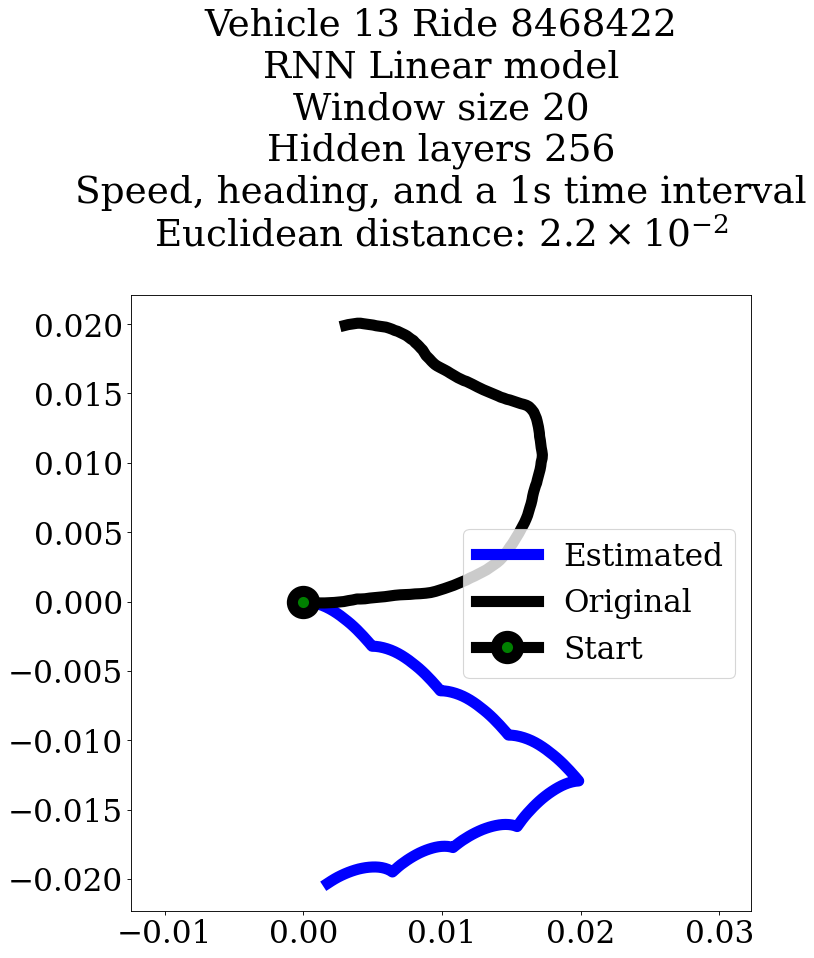 Vehicle 13 Ride 8468422
RNN Linear model
Window size 20
Hidden layers 256
Speed, heading, and a 1s time interval
Euclidean distance: 2.2 × 10⁻²
0.020
0.015
0.010
0.005
0.000
−0.005
−0.010
−0.015
−0.020
Estimated
Original
Start
−0.01 0.00 0.01 0.02 0.03